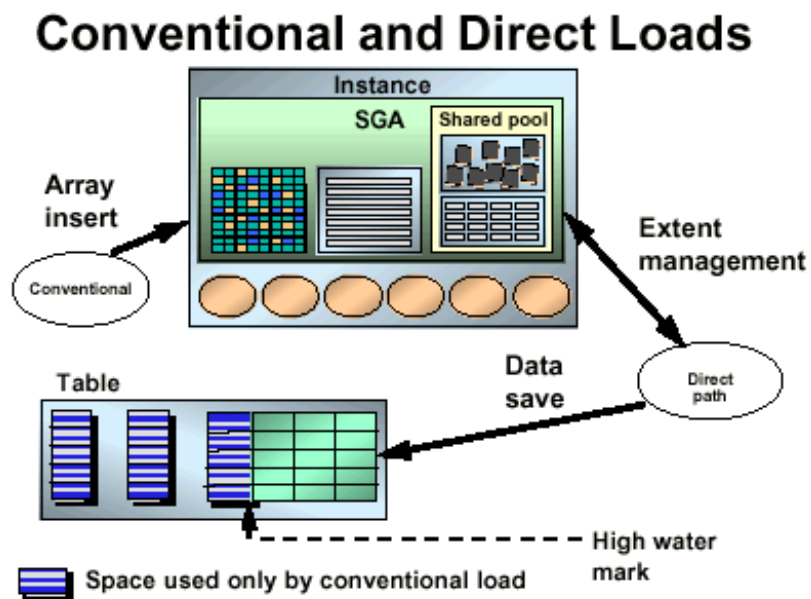 Conventional and Direct Loads
Instance
SGA
Shared pool
Array
insert
Conventional
Extent
management
Direct
path
Data
save
Table
High water
mark
Space used only by conventional load